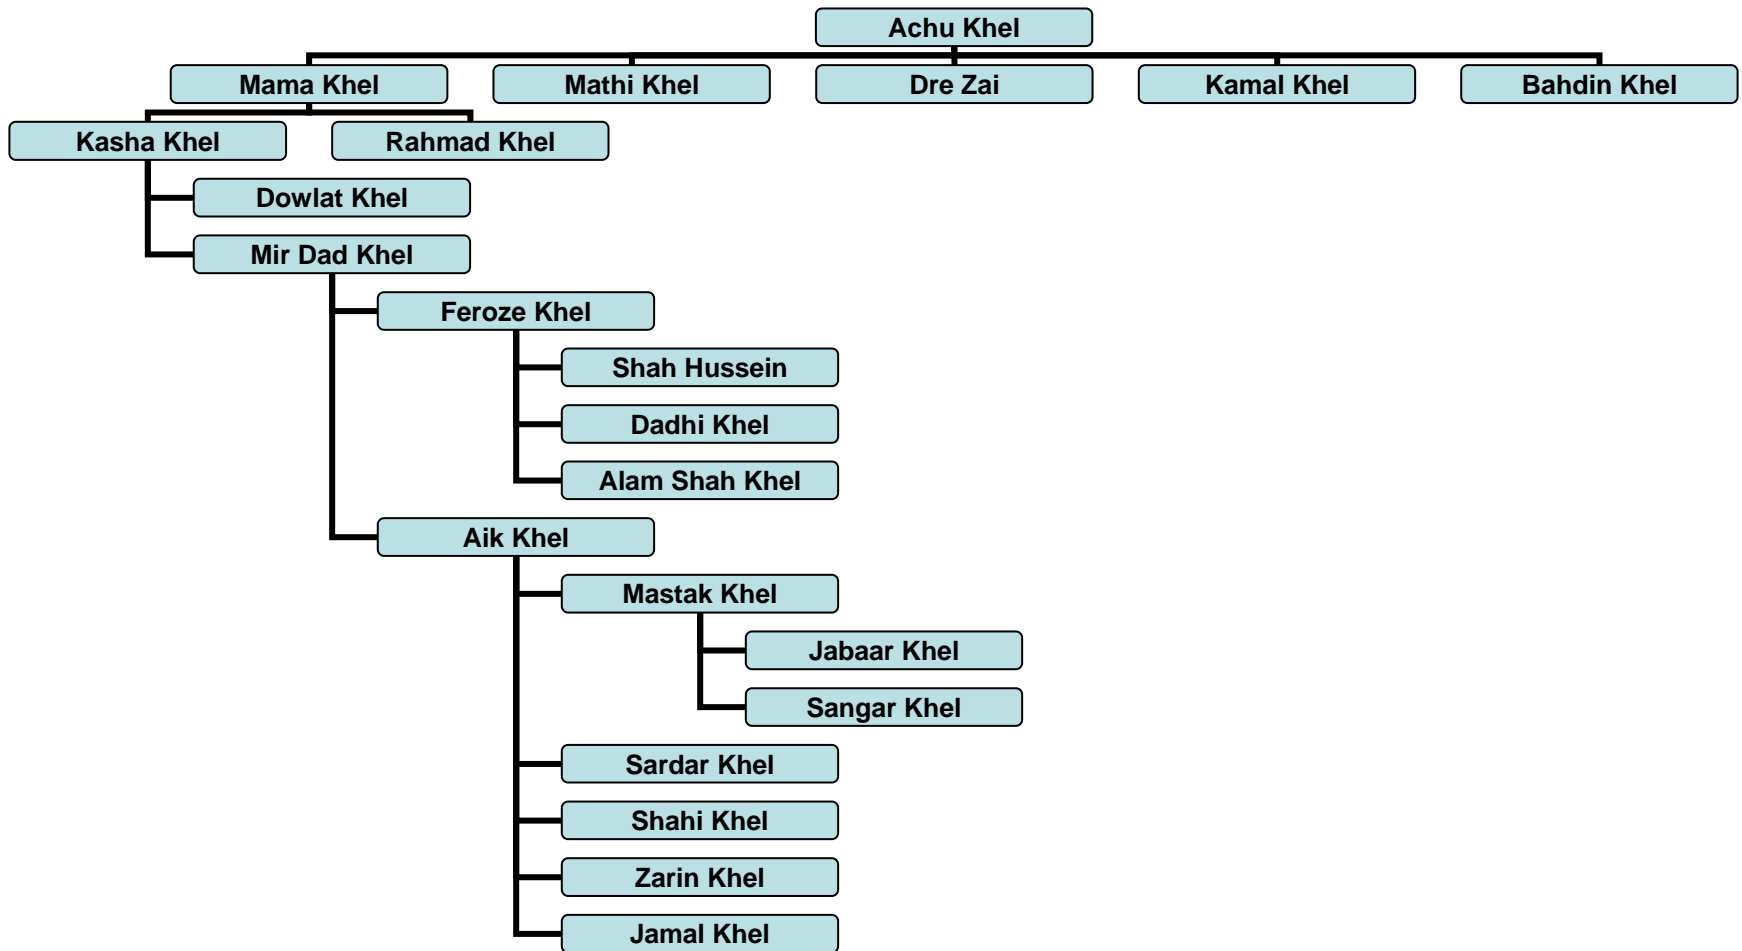 Achu Khel
Mama Khel
Mathi Khel
Dre Zai
Kamal Khel
Bahdin Khel
Kasha Khel
Rahmad Khel
Dowlat Khel
Mir Dad Khel
Feroze Khel
Shah Hussein
Dadhi Khel
Alam Shah Khel
Aik Khel
Mastak Khel
Jabaar Khel
Sangar Khel
Sardar Khel
Shahi Khel
Zarin Khel
Jamal Khel